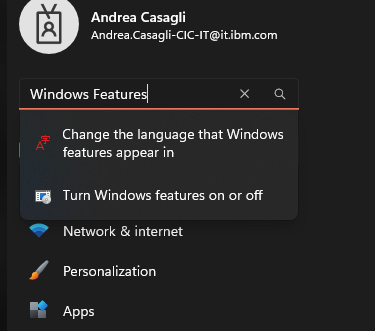 Andrea Casagli
Andrea.Casagli-CIC-IT@it.ibm.com
Windows Features
Change the language that Windows
features appear in
Turn Windows features on or off
Network & internet
Personalization
Apps